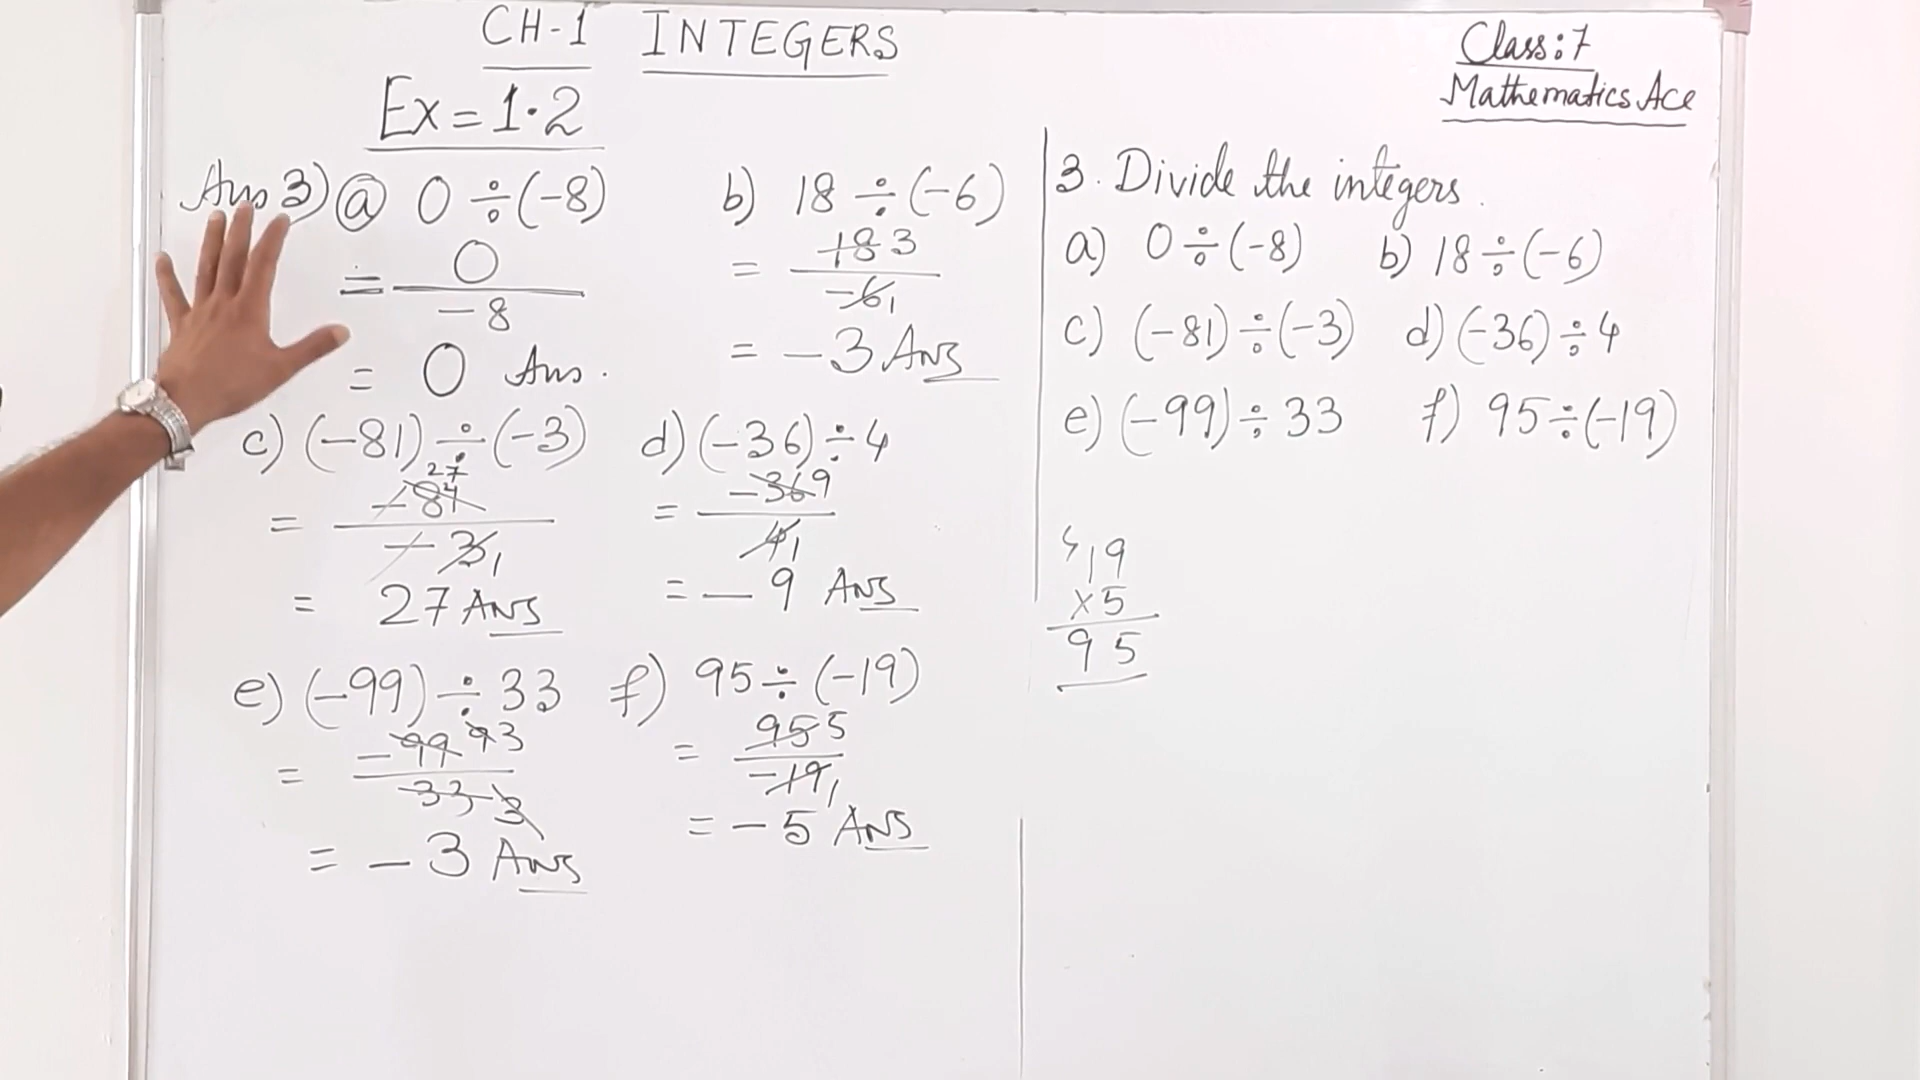 CH-1 INTEGERS
Class:7
Mathematics Ace
Ex = 1.2
Ans 3) (a) 0 ÷ (-8)
= 0 / -8
= 0 Ans.
b) 18 ÷ (-6)
= 18 3 / -6 1
= -3 Ans
c) (-81) ÷ (-3)
27
= -81 / -3 1
= 27 Ans
d) (-36) ÷ 4
= -36 9 / 4 1
= -9 Ans
e) (-99) ÷ 33
= -99 9 3 / 33 3
= -3 Ans
f) 95 ÷ (-19)
= 95 5 / -19 1
= -5 Ans
3. Divide the integers.
a) 0 ÷ (-8) b) 18 ÷ (-6)
c) (-81) ÷ (-3) d) (-36) ÷ 4
e) (-99) ÷ 33 f) 95 ÷ (-19)
4 19
×5
95